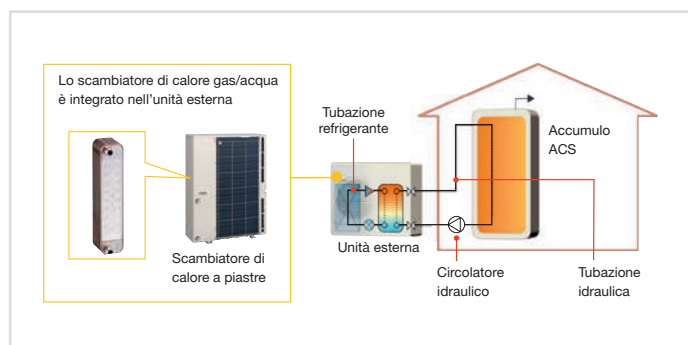 Lo scambiatore di calore gas/acqua
è integrato nell'unità esterna
Tubazione
refrigerante
Accumulo
ACS
Unità esterna
Scambiatore di
calore a piastre
Circolatore
idraulico
Tubazione
idraulica